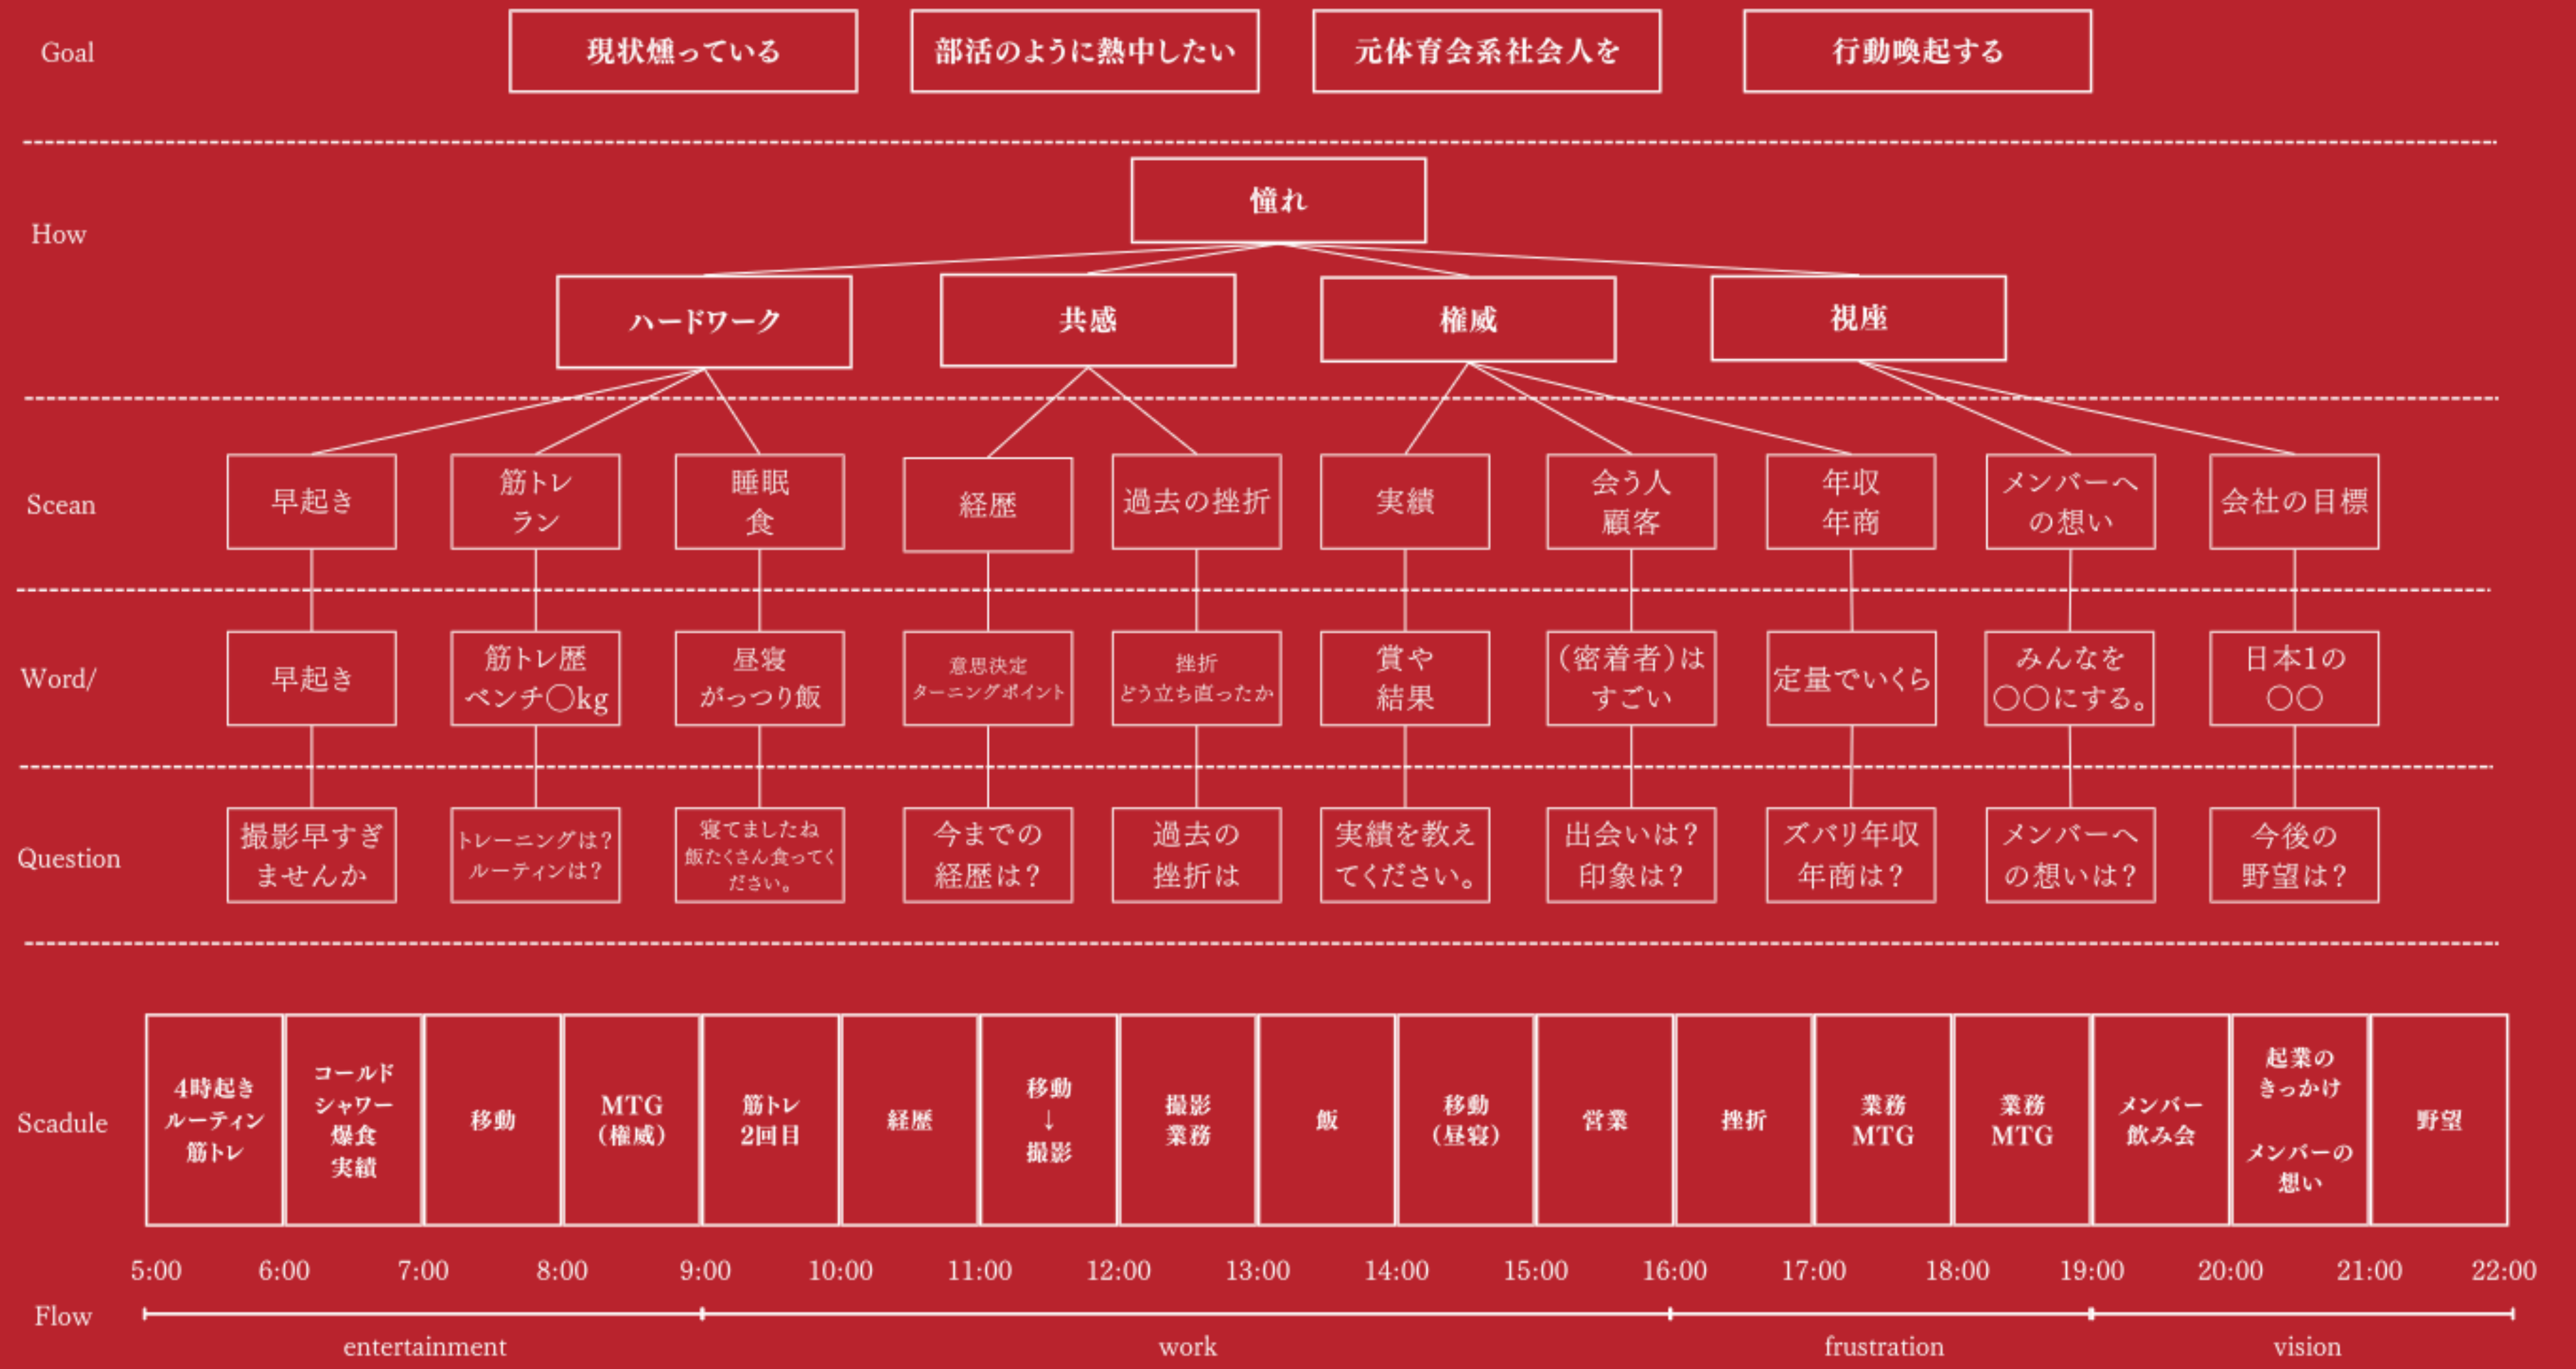 Goal
現状燻っている
部活のように熱中したい
元体育会系社会人を
行動喚起する
How
憧れ
ハードワーク
共感
権威
視座
Scean
早起き
筋トレ
ラン
睡眠
食
経歴
過去の挫折
実績
会う人
顧客
年収
年商
メンバーへ
の想い
会社の目標
Word/
早起き
筋トレ歴
ベンチ〇kg
昼寝
がっつり飯
意思決定
ターニングポイント
挫折
どう立ち直ったか
賞や
結果
（密着者）は
すごい
定量でいくら
みんなを
〇〇にする。
日本1の
〇〇
Question
撮影早すぎ
ませんか
トレーニングは？
ルーティンは？
寝てましたね
飯たくさん食ってく
ださい。
今までの
経歴は？
過去の
挫折は
実績を教え
てください。
出会いは？
印象は？
ズバリ年収
年商は？
メンバーへ
の想いは？
今後の
野望は？
Scadule
4時起き
ルーティン
筋トレ
コールド
シャワー
爆食
実績
移動
MTG
（権威）
筋トレ
2回目
経歴
移動
↓
撮影
撮影
業務
飯
移動
（昼寝）
営業
挫折
業務
MTG
業務
MTG
メンバー
飲み会
起業の
きっかけ
メンバーの
想い
野望
5:00
6:00
7:00
8:00
9:00
10:00
11:00
12:00
13:00
14:00
15:00
16:00
17:00
18:00
19:00
20:00
21:00
22:00
Flow
entertainment
work
frustration
vision